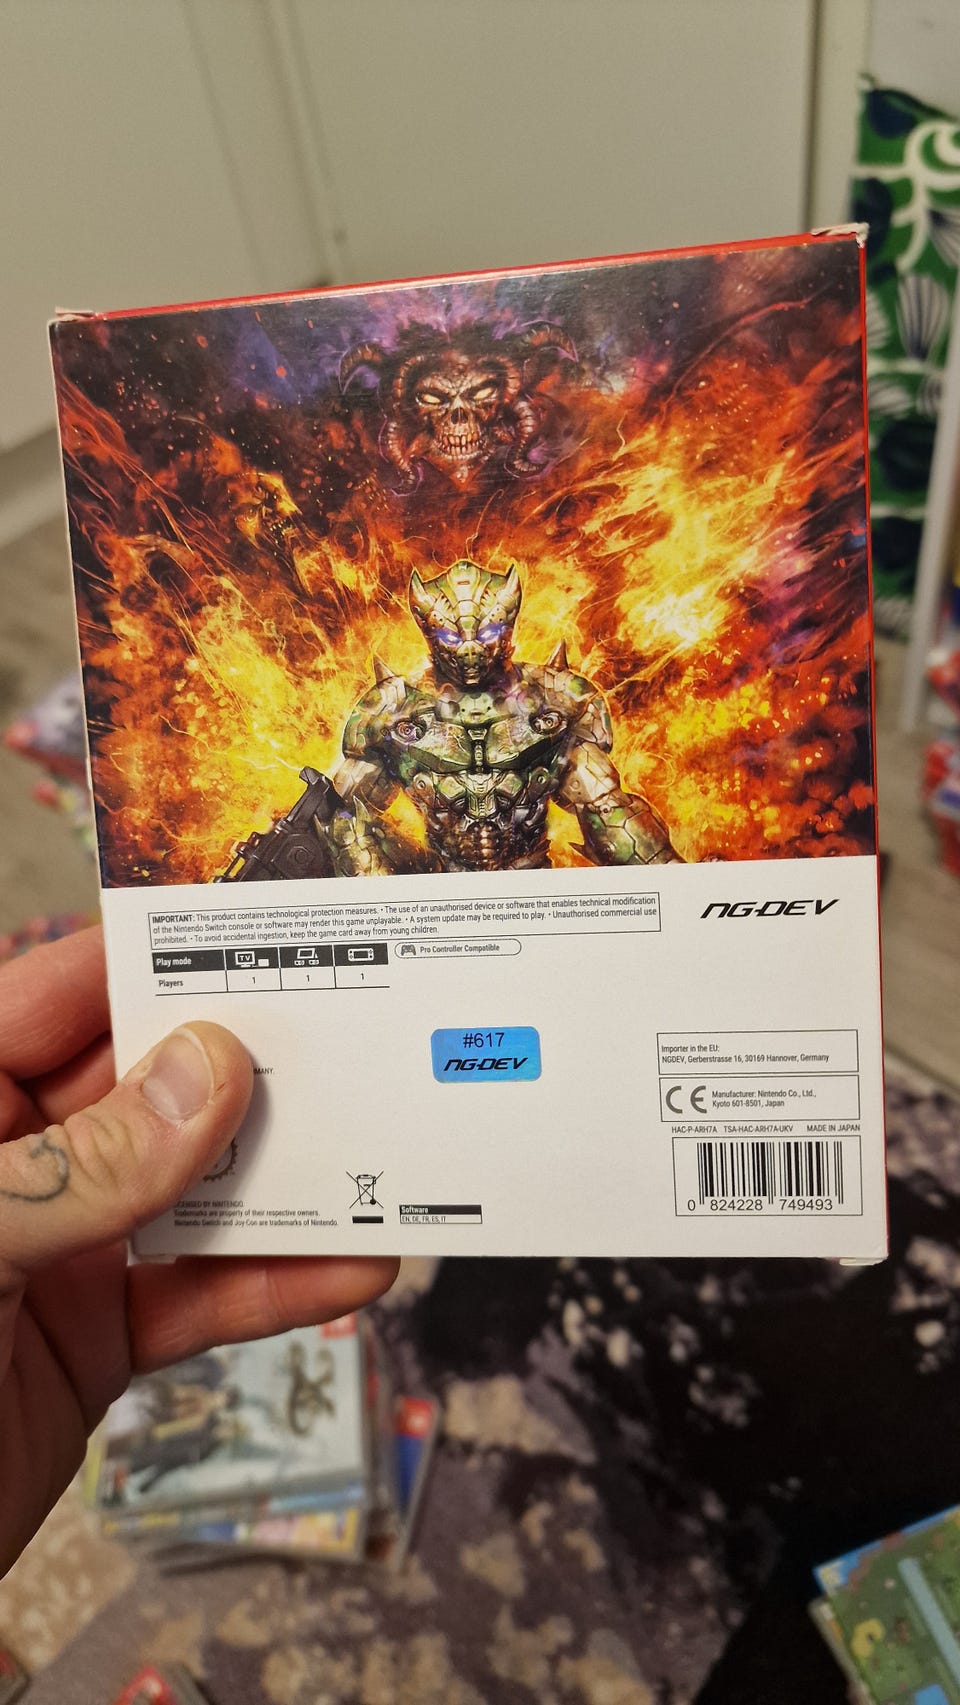 IMPORTANT: This product contains technological protection measures. • The use of an unauthorised device or software that enables technical modification
of the Nintendo Switch console or software may render this game unplayable. • A system update may be required to play. • Unauthorised commercial use
prohibited. • To avoid accidental ingestion, keep the game card away from young children.
NG:DEV
Play mode
TV
Pro Controller Compatible
Players
1
1
1
#617
NG:DEV
Importer in the EU:
NGDEV, Gerberstrasse 16, 30169 Hannover, Germany
MANY.
CE
Manufacturer: Nintendo Co., Ltd.,
Kyoto 601-8501, Japan
HAC-P-ARH7A TSA-HAC-ARH7A-UKV MADE IN JAPAN
0 824228 749493
LICENSED BY NINTENDO
Trademarks are property of their respective owners.
Nintendo Switch and Joy-Con are trademarks of Nintendo.
Software
EN, DE, FR, ES, IT